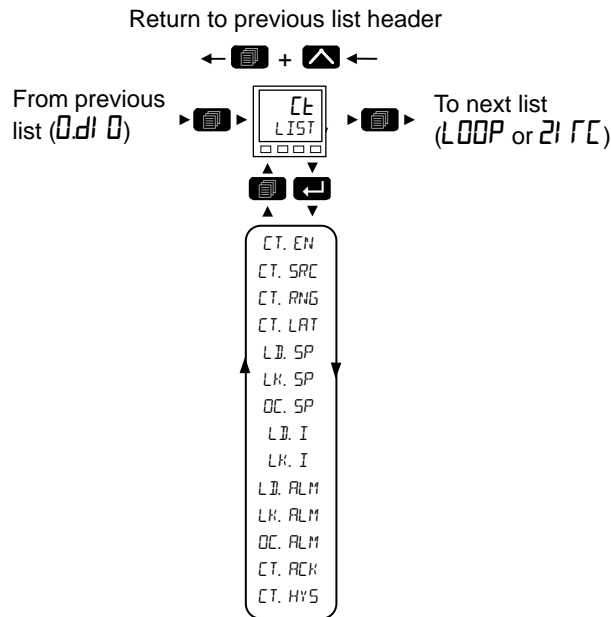 Return to previous list header
+
From previous
list (O.dI O)
Ct
LIST
To next list
(LOOP or 2I TC)
CT. EN
CT. SRC
CT. RNG
CT. LAT
LD. SP
LK. SP
OC. SP
LD. I
LK. I
LD. ALM
LK. ALM
OC. ALM
CT. ACK
CT. HYS